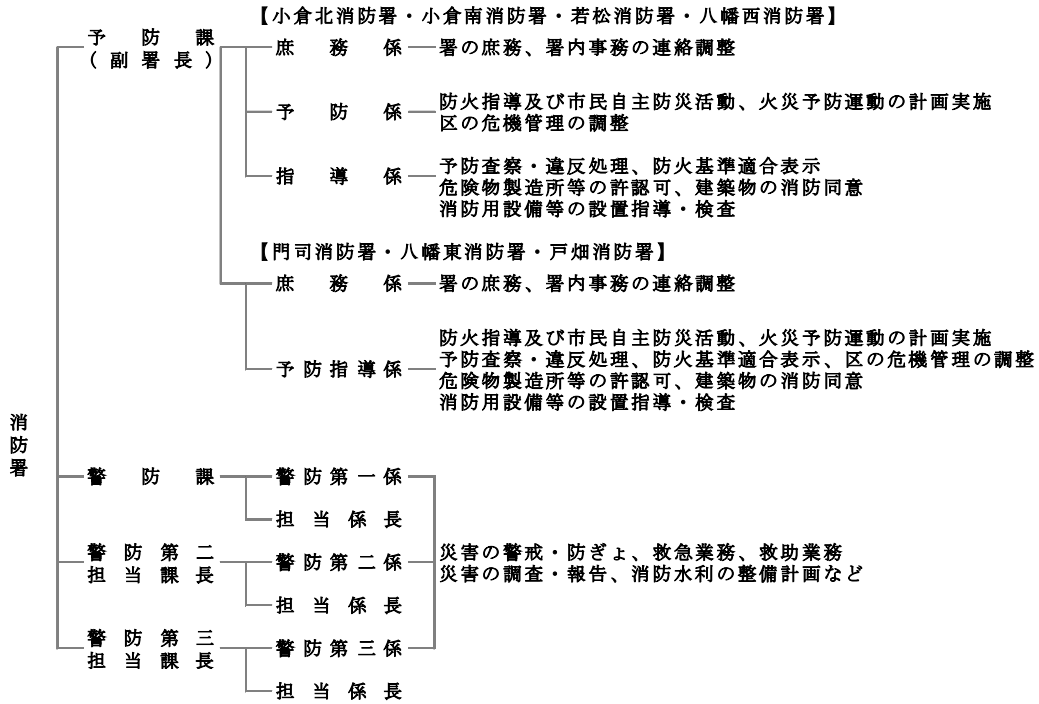 消防署
予防課
(副署長)
【小倉北消防署・小倉南消防署・若松消防署・八幡西消防署】
庶務係
署の庶務、署内事務の連絡調整
予防係
防火指導及び市民自主防災活動、火災予防運動の計画実施
区の危機管理の調整
指導係
予防査察・違反処理、防火基準適合表示
危険物製造所等の許認可、建築物の消防同意
消防用設備等の設置指導・検査
【門司消防署・八幡東消防署・戸畑消防署】
庶務係
署の庶務、署内事務の連絡調整
予防指導係
防火指導及び市民自主防災活動、火災予防運動の計画実施
予防査察・違反処理、防火基準適合表示、区の危機管理の調整
危険物製造所等の許認可、建築物の消防同意
消防用設備等の設置指導・検査
警防課
警防第一係
担当係長
警防第二
担当課長
警防第二係
担当係長
警防第三
担当課長
警防第三係
担当係長
災害の警戒・防ぎょ、救急業務、救助業務
災害の調査・報告、消防水利の整備計画など